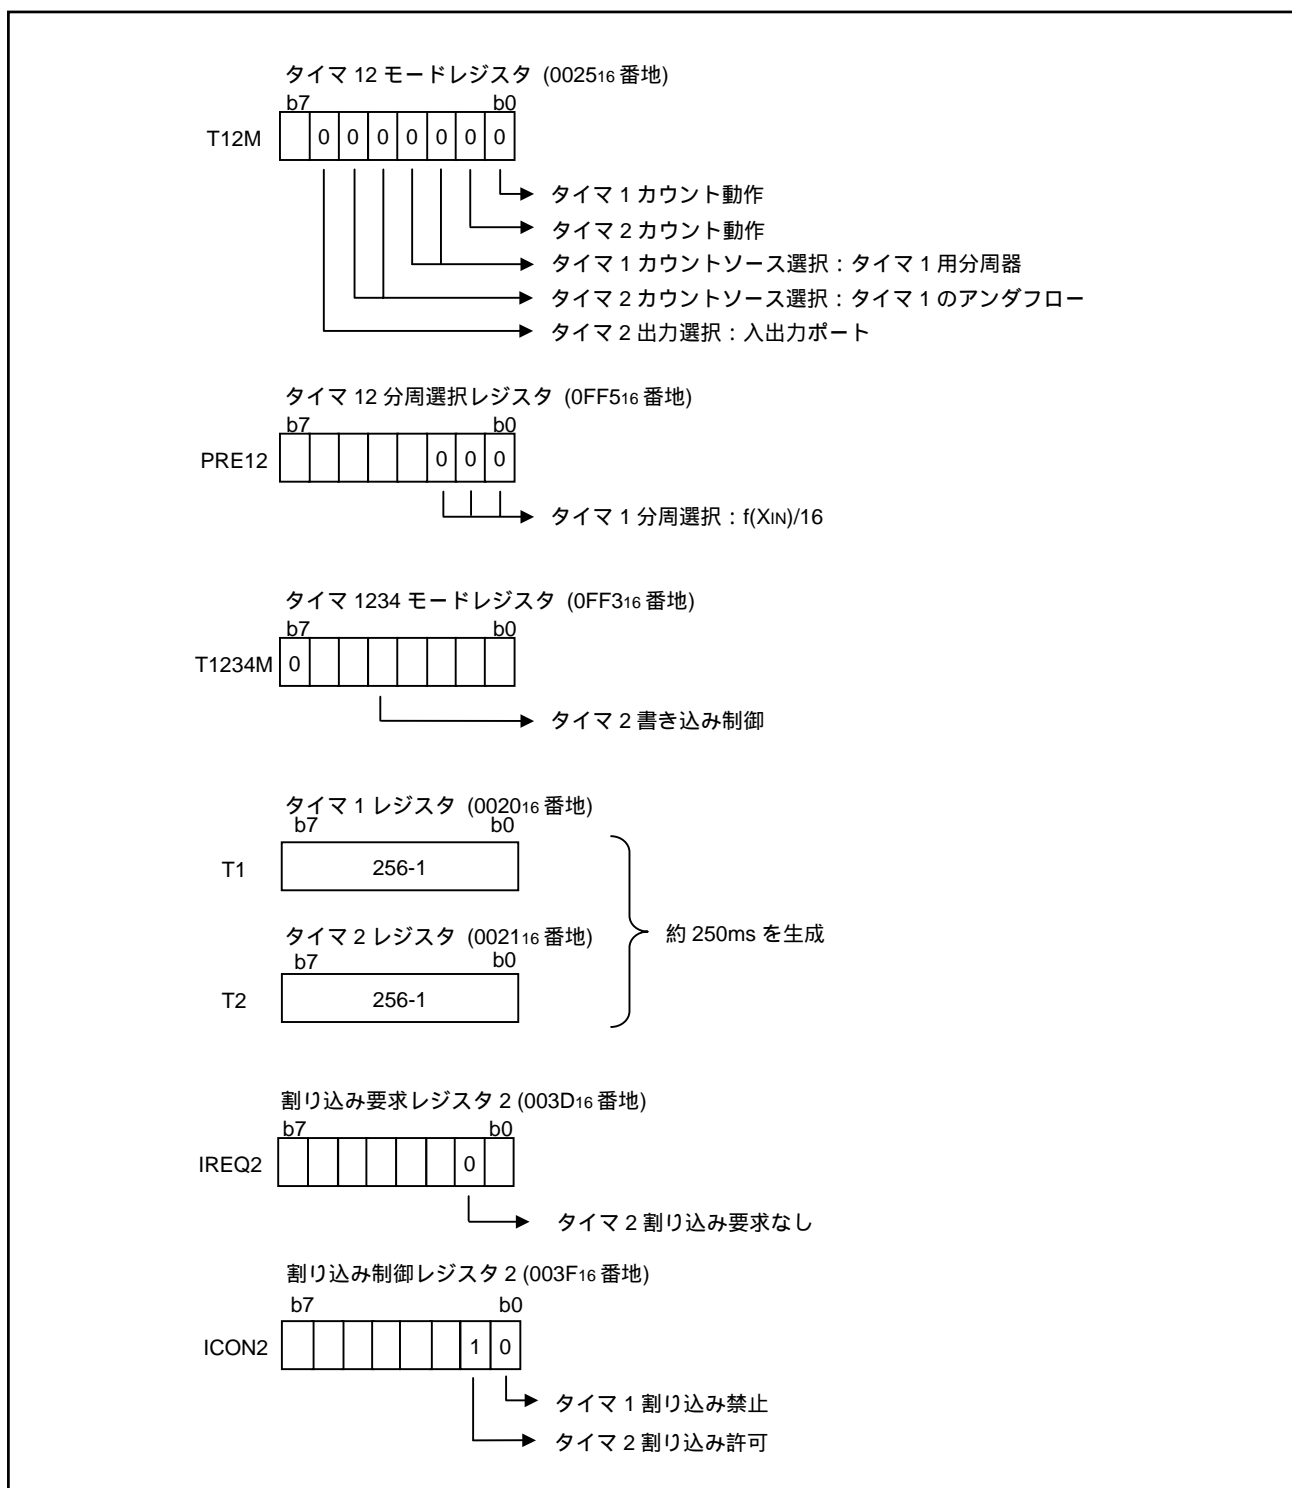 タイマ 12 モードレジスタ (002516 番地)
b7 b0
T12M 0 0 0 0 0 0 0
タイマ 1 カウント動作
タイマ 2 カウント動作
タイマ 1 カウントソース選択：タイマ 1 用分周器
タイマ 2 カウントソース選択：タイマ 1 のアンダフロー
タイマ 2 出力選択：入出力ポート
タイマ 12 分周選択レジスタ (0FF516 番地)
b7 b0
PRE12 0 0 0
タイマ 1 分周選択：f(XIN)/16
タイマ 1234 モードレジスタ (0FF316 番地)
b7 b0
T1234M 0
タイマ 2 書き込み制御
タイマ 1 レジスタ (002016 番地)
b7 b0
T1 256-1
タイマ 2 レジスタ (002116 番地)
b7 b0
T2 256-1
約 250ms を生成
割り込み要求レジスタ 2 (003D16 番地)
b7 b0
IREQ2 0
タイマ 2 割り込み要求なし
割り込み制御レジスタ 2 (003F16 番地)
b7 b0
ICON2 1 0
タイマ 1 割り込み禁止
タイマ 2 割り込み許可